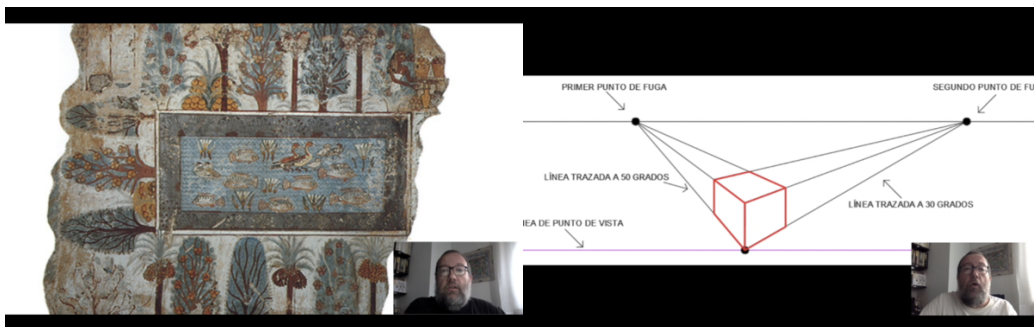 PRIMER PUNTO DE FUGA
SEGUNDO PUNTO DE FU
LÍNEA TRAZADA A 50 GRADOS
LÍNEA TRAZADA A 30 GRADOS
NEA DE PUNTO DE VISTA